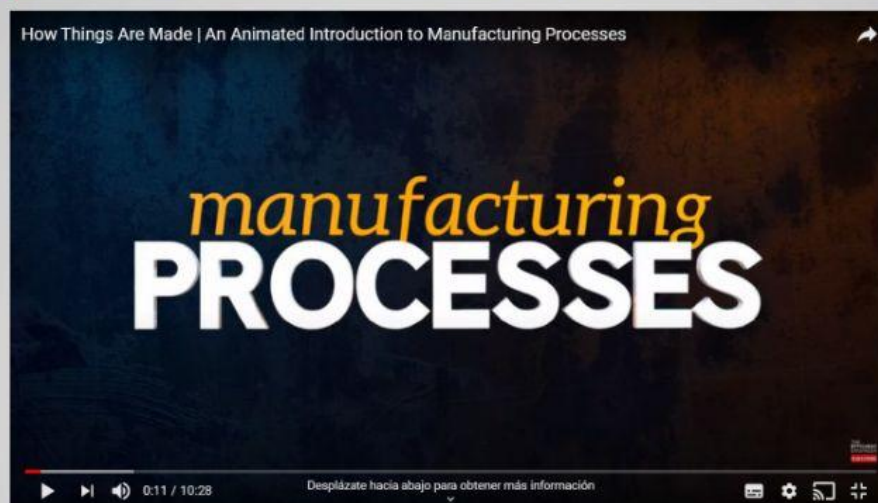 How Things Are Made | An Animated Introduction to Manufacturing Processes
manufacturing
PROCESSES
0:11 / 10:28
Desplázate hacia abajo para obtener más información